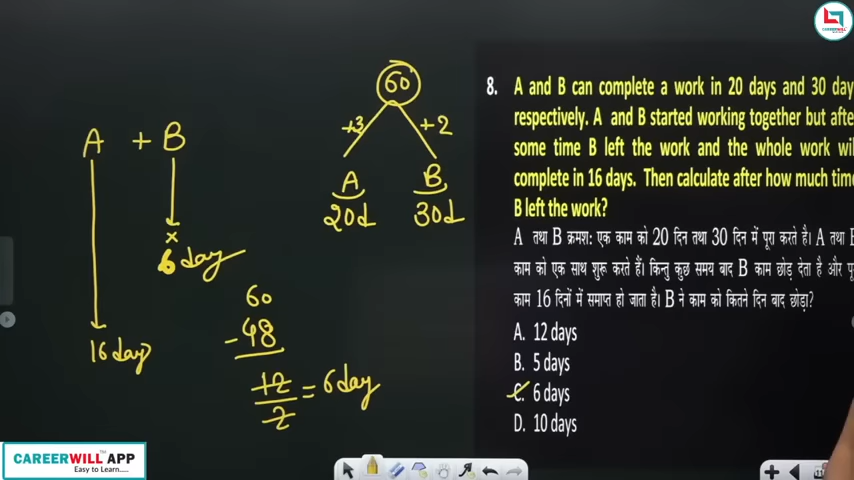 CAREERWILL
60
+3
+2
A + B
A
B
20d
30d
x
6 day
60
-48
12
2
= 6 day
16 day
8. A and B can complete a work in 20 days and 30 day
respectively. A and B started working together but afte
some time B left the work and the whole work wil
complete in 16 days. Then calculate after how much time
B left the work?
A तथा B क्रमशः एक काम को 20 दिन तथा 30 दिन में पूरा करते है। A तथा B
काम को एक साथ शुरू करते हैं। किन्तु कुछ समय बाद B काम छोड़ देता है और पू
काम 16 दिनों में समाप्त हो जाता है। B ने काम को कितने दिन बाद छोड़ा?
A. 12 days
B. 5 days
C. 6 days
D. 10 days
CAREERWILL APP
Easy to Learn.....